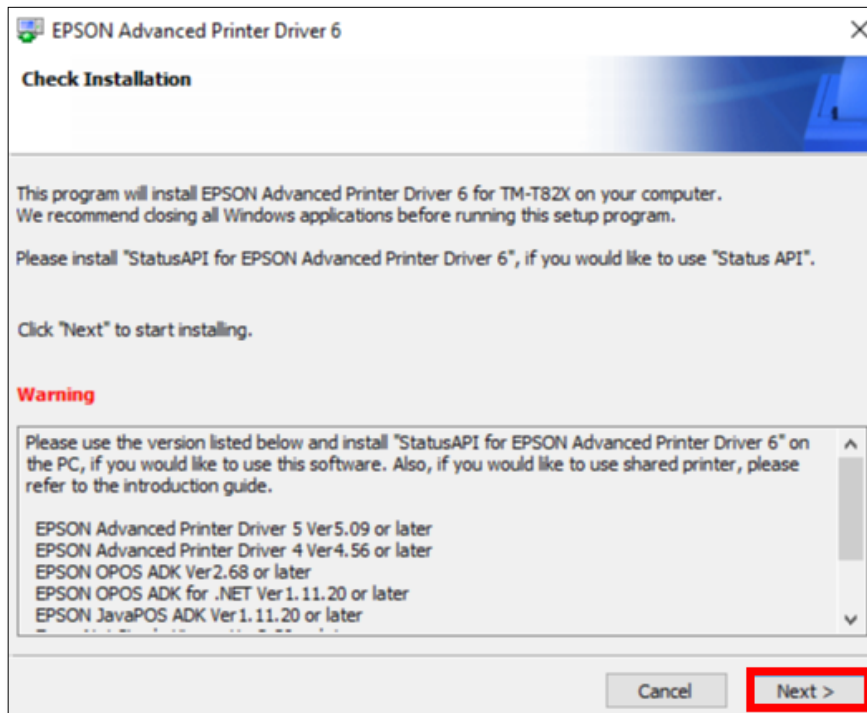 EPSON Advanced Printer Driver 6
Check Installation
This program will install EPSON Advanced Printer Driver 6 for TM-T82X on your computer.
We recommend closing all Windows applications before running this setup program.
Please install "StatusAPI for EPSON Advanced Printer Driver 6", if you would like to use "Status API".
Click "Next" to start installing.
Warning
Please use the version listed below and install "StatusAPI for EPSON Advanced Printer Driver 6" on
the PC, if you would like to use this software. Also, if you would like to use shared printer, please
refer to the introduction guide.
EPSON Advanced Printer Driver 5 Ver5.09 or later
EPSON Advanced Printer Driver 4 Ver4.56 or later
EPSON OPOS ADK Ver2.68 or later
EPSON OPOS ADK for .NET Ver1.11.20 or later
EPSON JavaPOS ADK Ver1.11.20 or later
Cancel
Next >